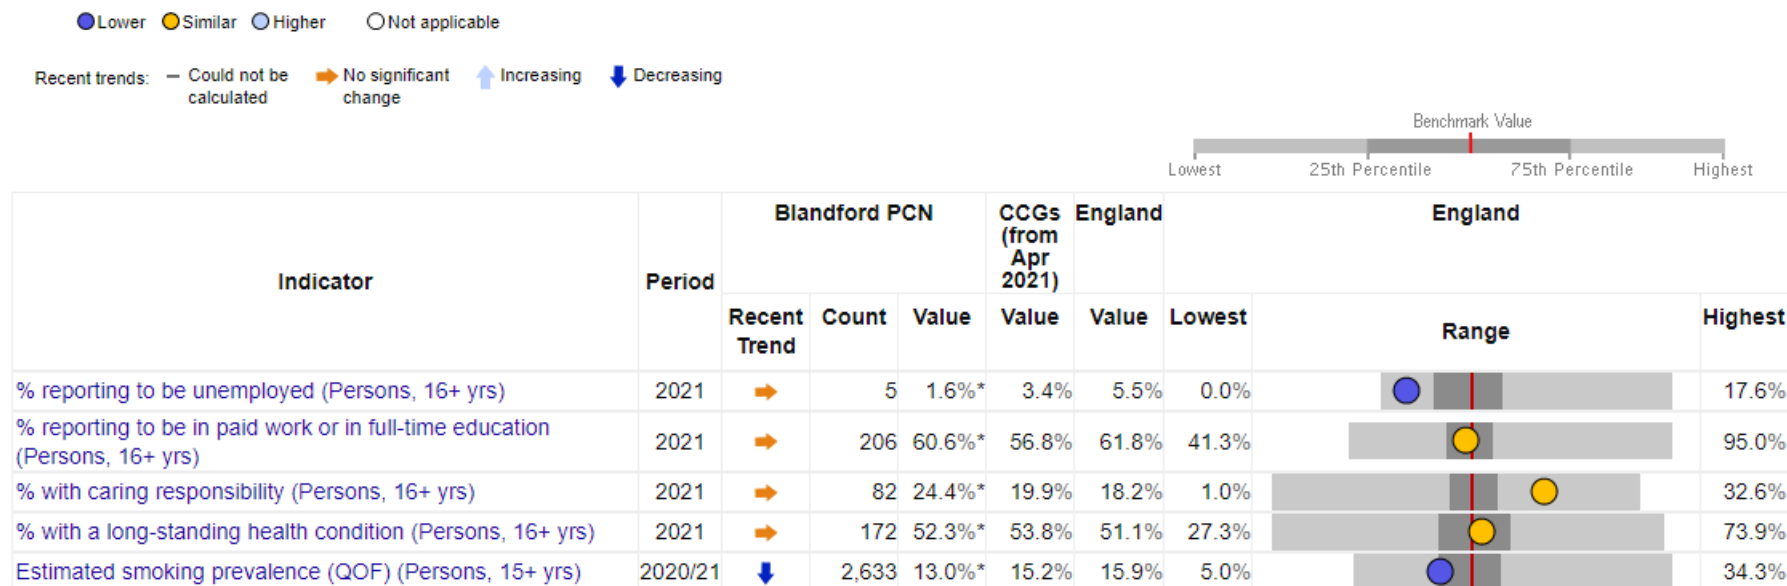 Lower Similar Higher Not applicable
Recent trends: – Could not be calculated No significant change Increasing Decreasing
Benchmark Value
Lowest 25th Percentile 75th Percentile Highest
Indicator Period Blandford PCN CCGs (from Apr 2021) England England
Recent Trend Count Value Value Value Lowest Range Highest
% reporting to be unemployed (Persons, 16+ yrs) 2021 5 1.6%* 3.4% 5.5% 0.0% 17.6%
% reporting to be in paid work or in full-time education (Persons, 16+ yrs) 2021 206 60.6%* 56.8% 61.8% 41.3% 95.0%
% with caring responsibility (Persons, 16+ yrs) 2021 82 24.4%* 19.9% 18.2% 1.0% 32.6%
% with a long-standing health condition (Persons, 16+ yrs) 2021 172 52.3%* 53.8% 51.1% 27.3% 73.9%
Estimated smoking prevalence (QOF) (Persons, 15+ yrs) 2020/21 2,633 13.0%* 15.2% 15.9% 5.0% 34.3%